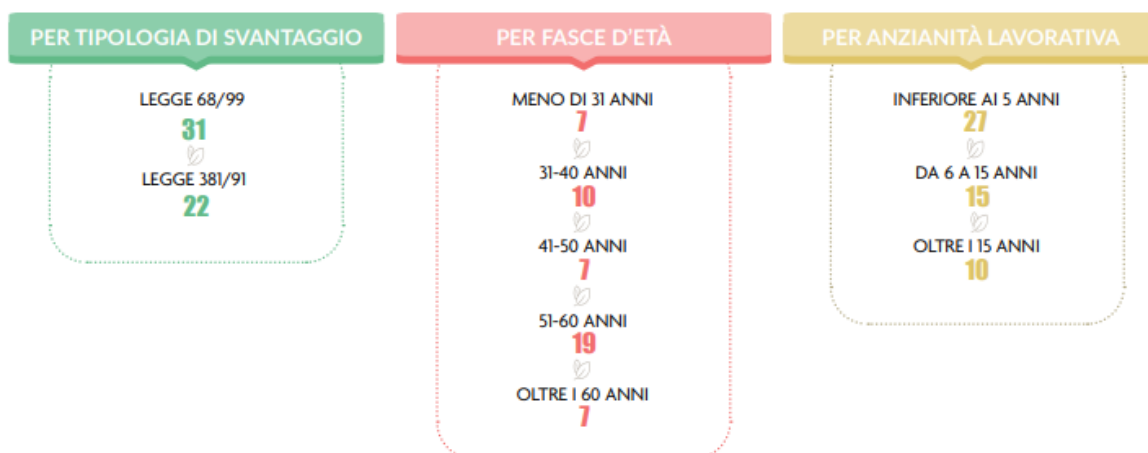 PER TIPOLOGIA DI SVANTAGGIO
LEGGE 68/99
31
LEGGE 381/91
22
PER FASCE D'ETÀ
MENO DI 31 ANNI
7
31-40 ANNI
10
41-50 ANNI
7
51-60 ANNI
19
OLTRE I 60 ANNI
7
PER ANZIANITÀ LAVORATIVA
INFERIORE AI 5 ANNI
27
DA 6 A 15 ANNI
15
OLTRE I 15 ANNI
10